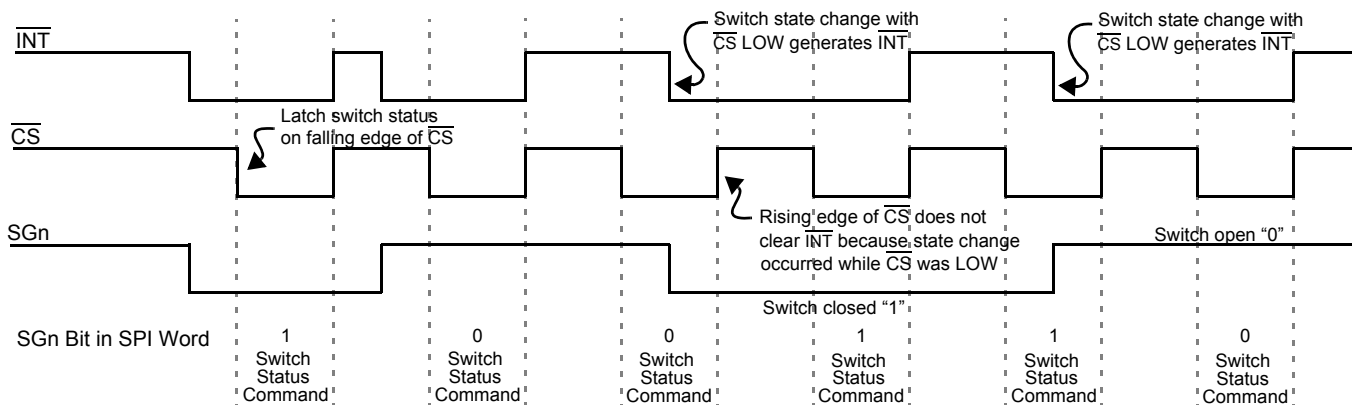 INT
Switch state change with
CS LOW generates INT
Switch state change with
CS LOW generates INT
Latch switch status
on falling edge of CS
CS
Rising edge of CS does not
clear INT because state change
occurred while CS was LOW
SGn
Switch open “0”
Switch closed “1”
SGn Bit in SPI Word
1
Switch
Status
Command
0
Switch
Status
Command
0
Switch
Status
Command
1
Switch
Status
Command
1
Switch
Status
Command
0
Switch
Status
Command